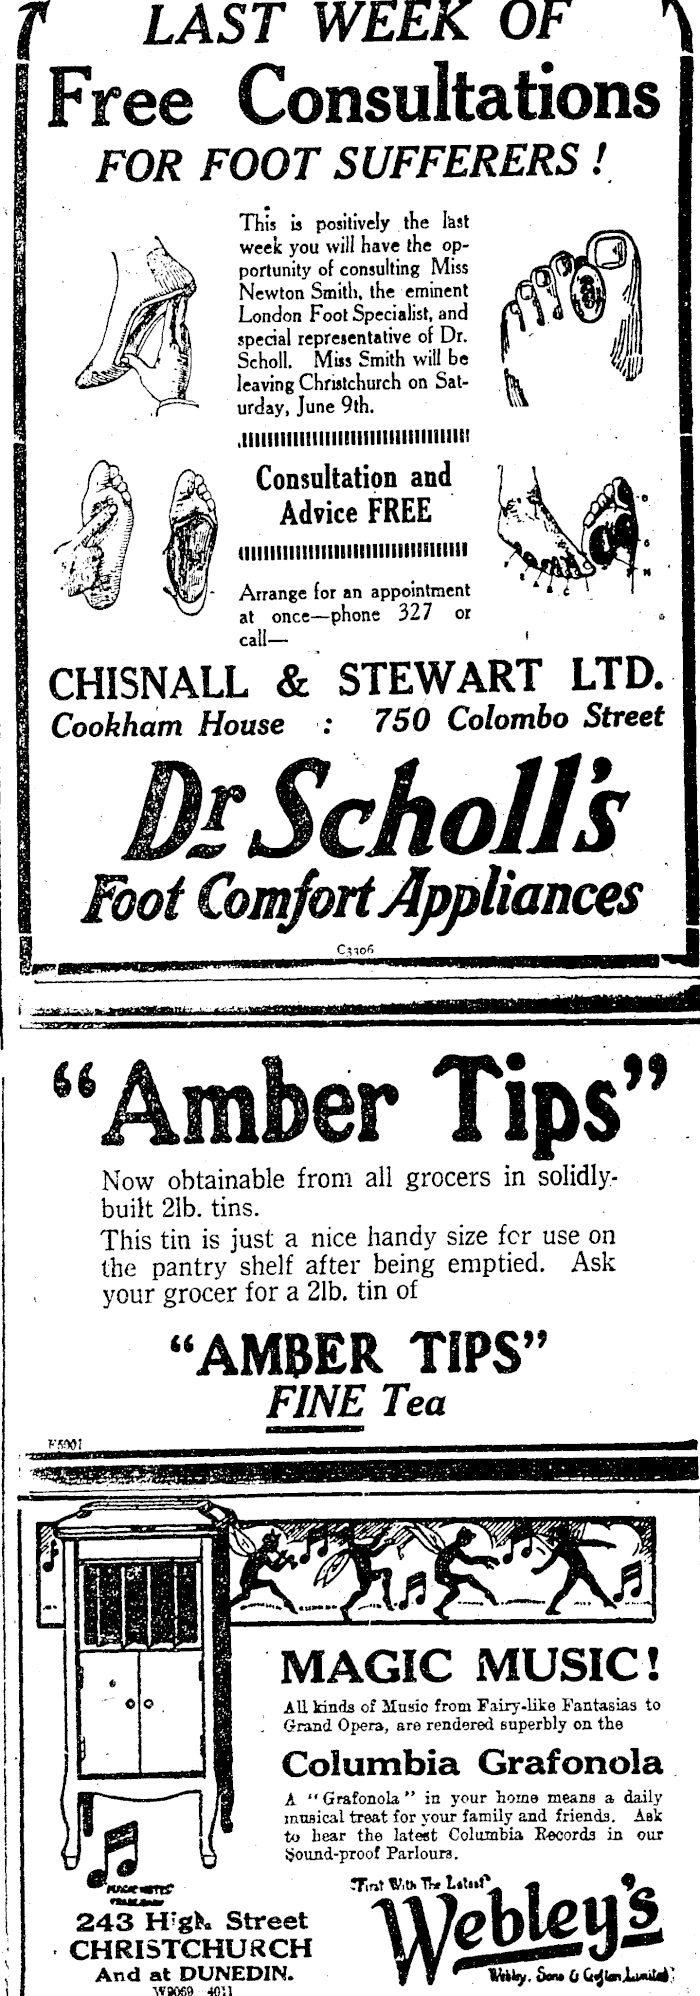 LAST WEEK OF
Free Consultations
FOR FOOT SUFFERERS !
This is positively the last
week you will have the op-
portunity of consulting Miss
Newton Smith, the eminent
London Foot Specialist, and
special representative of Dr.
Scholl. Miss Smith will be
leaving Christchurch on Sat-
urday, June 9th.
Consultation and
Advice FREE
Arrange for an appointment
at once—phone 327 or
call—
CHISNALL & STEWART LTD.
Cookham House : 750 Colombo Street
Dr Scholl's
Foot Comfort Appliances
C3306
“Amber Tips”
Now obtainable from all grocers in solidly-
built 2lb. tins.
This tin is just a nice handy size for use on
the pantry shelf after being emptied. Ask
your grocer for a 2lb. tin of
“AMBER TIPS”
FINE Tea
F5001
MAGIC MUSIC!
All kinds of Music from Fairy-like Fantasias to
Grand Opera, are rendered superbly on the
Columbia Grafonola
A “Grafonola” in your home means a daily
musical treat for your family and friends. Ask
to hear the latest Columbia Records in our
Sound-proof Parlours.
MAGIC NOTES
TRADE MARK
"First With The Latest"
Webley's
Webley, Sons & Gofton Limited
243 High Street
CHRISTCHURCH
And at DUNEDIN.
W9069 4011